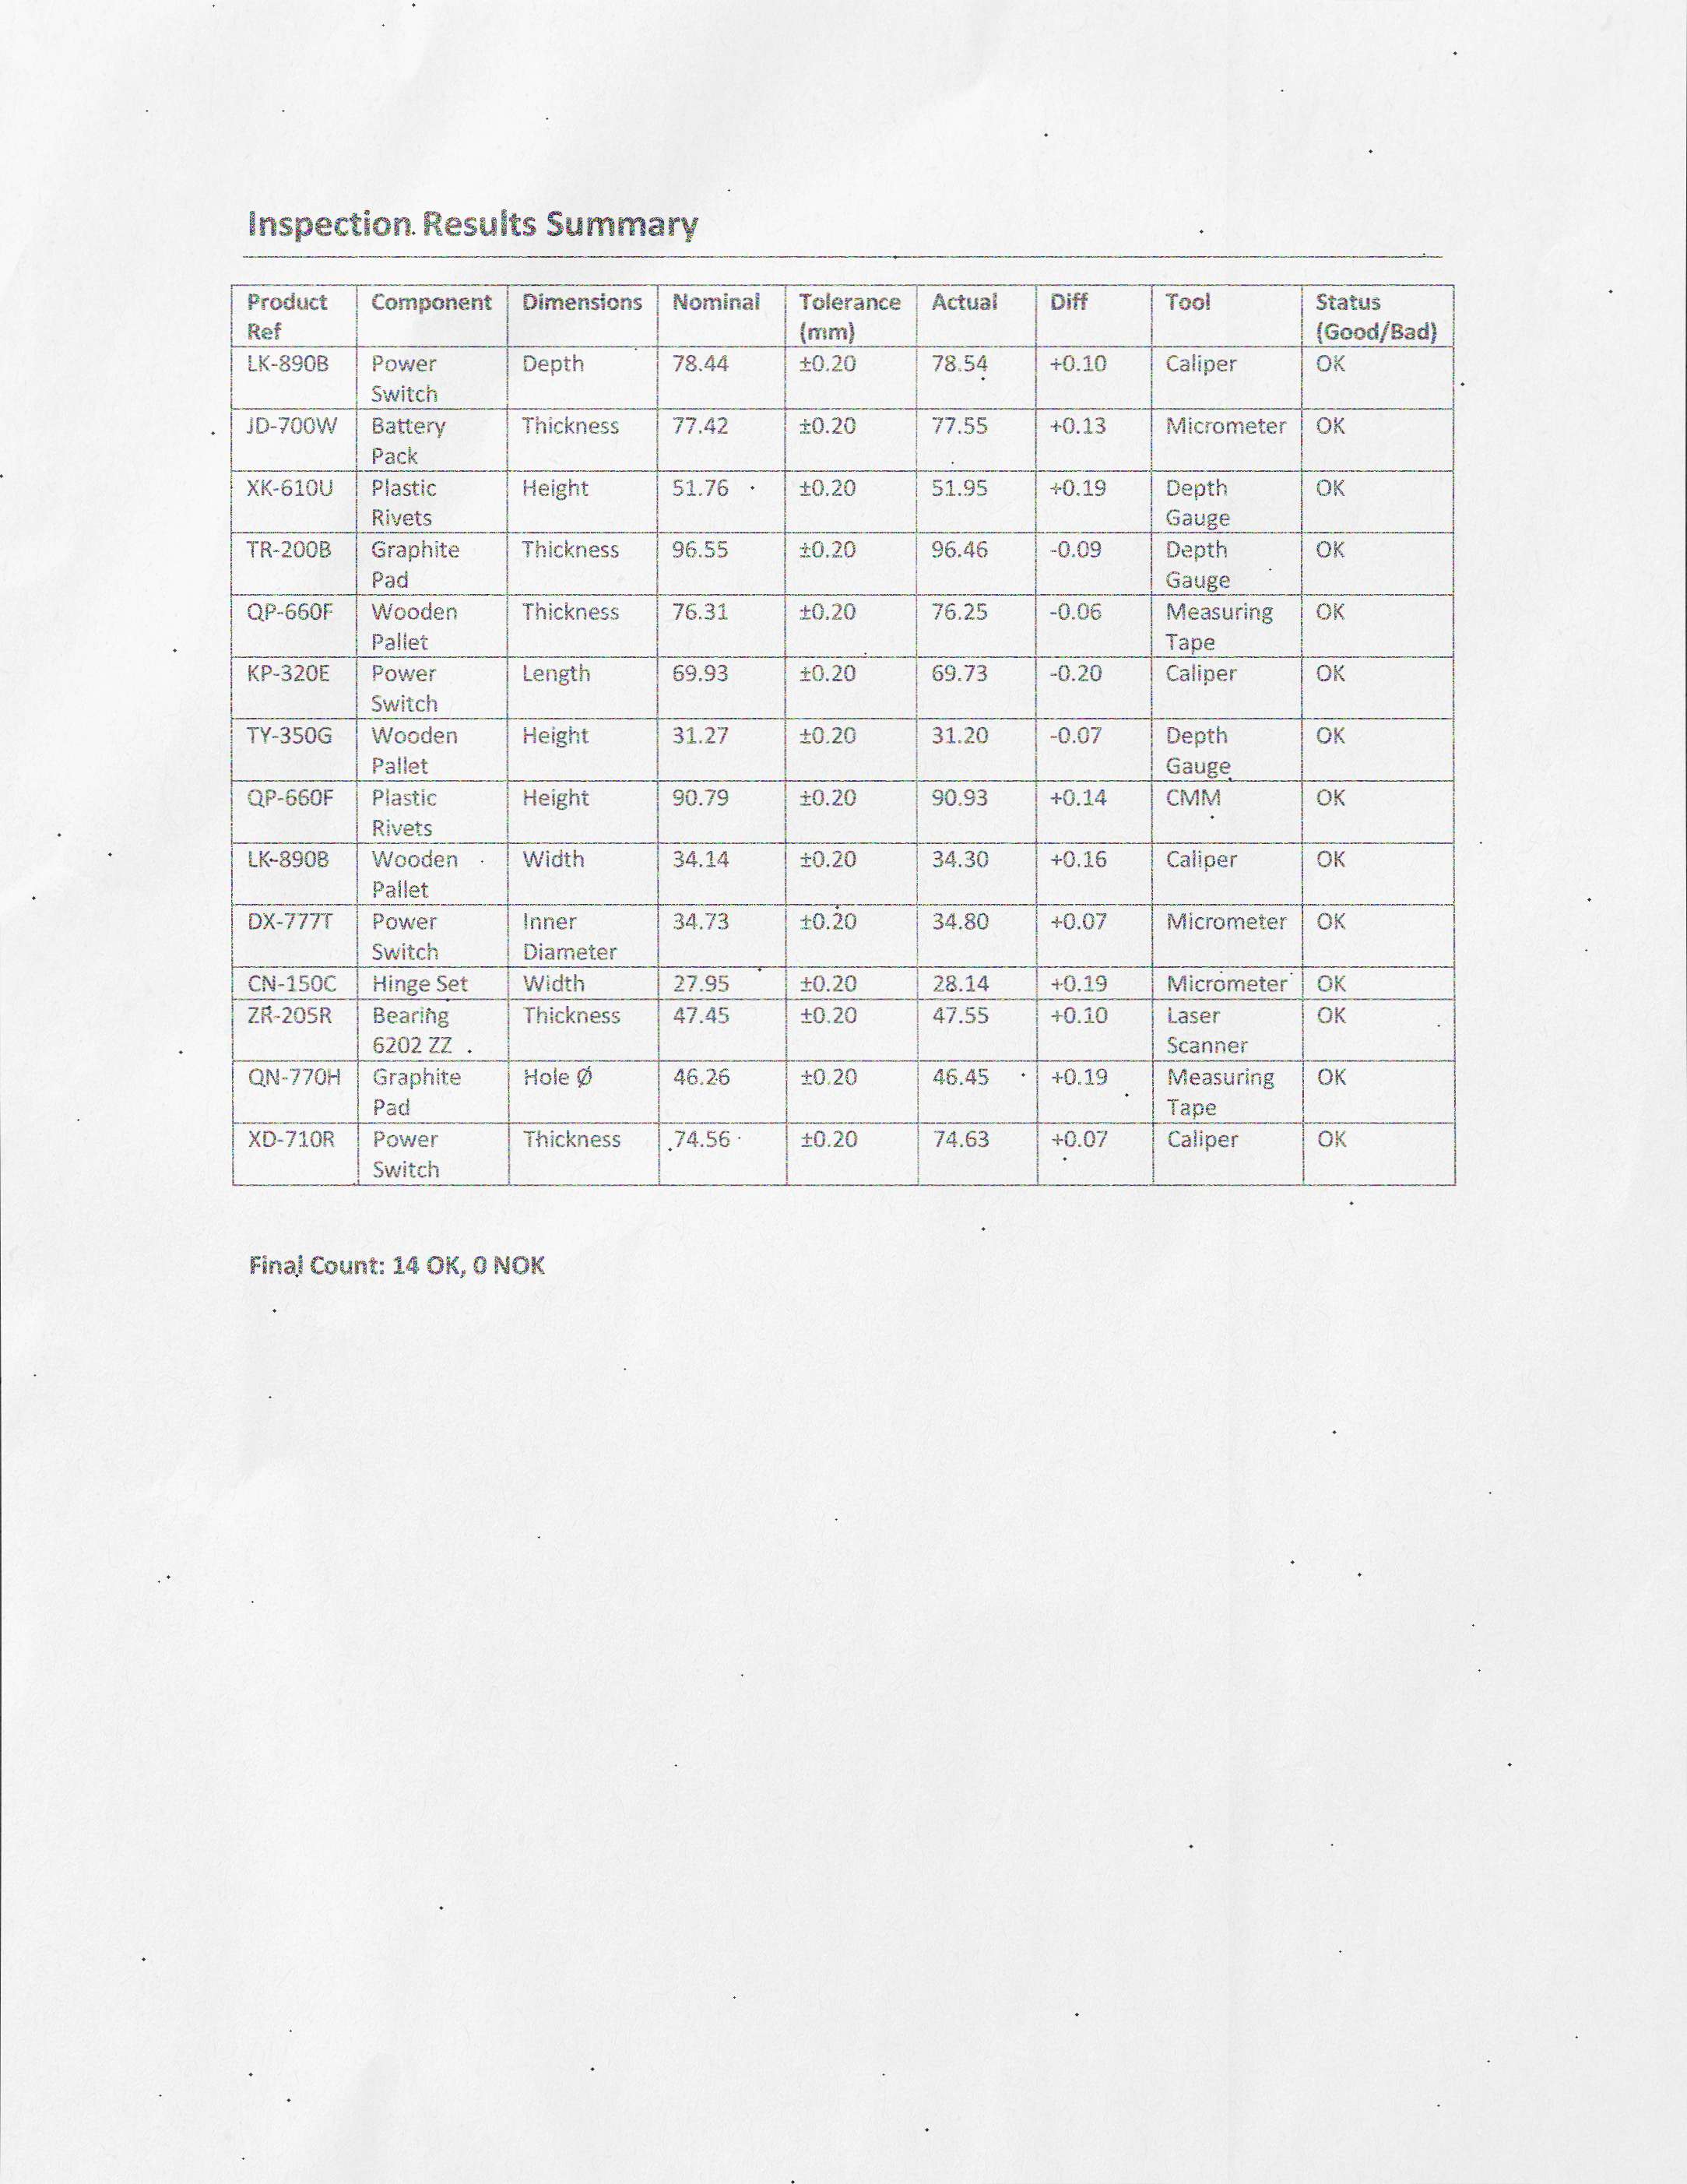 Inspection Results Summary
Product Ref Component Dimensions Nominal Tolerance (mm) Actual Diff Tool Status (Good/Bad)
LK-890B Power Switch Depth 78.44 ±0.20 78.54 +0.10 Caliper OK
JD-700W Battery Pack Thickness 77.42 ±0.20 77.55 +0.13 Micrometer OK
XK-610U Plastic Rivets Height 51.76 ±0.20 51.95 +0.19 Depth Gauge OK
TR-200B Graphite Pad Thickness 96.55 ±0.20 96.46 -0.09 Depth Gauge OK
QP-660F Wooden Pallet Thickness 76.31 ±0.20 76.25 -0.06 Measuring Tape OK
KP-320E Power Switch Length 69.93 ±0.20 69.73 -0.20 Caliper OK
TY-350G Wooden Pallet Height 31.27 ±0.20 31.20 -0.07 Depth Gauge OK
QP-660F Plastic Rivets Height 90.79 ±0.20 90.93 +0.14 CMM OK
LK-890B Wooden Pallet Width 34.14 ±0.20 34.30 +0.16 Caliper OK
DX-777T Power Switch Inner Diameter 34.73 ±0.20 34.80 +0.07 Micrometer OK
CN-150C Hinge Set Width 27.95 ±0.20 28.14 +0.19 Micrometer OK
ZR-205R Bearing 6202 ZZ Thickness 47.45 ±0.20 47.55 +0.10 Laser Scanner OK
QN-770H Graphite Pad Hole Ø 46.26 ±0.20 46.45 +0.19 Measuring Tape OK
XD-710R Power Switch Thickness 74.56 ±0.20 74.63 +0.07 Caliper OK
Final Count: 14 OK, 0 NOK